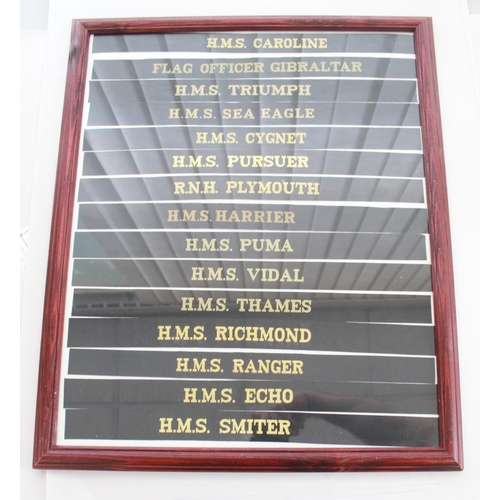 H.M.S. CAROLINE
FLAG OFFICER GIBRALTAR
H.M.S. TRIUMPH
H.M.S. SEA EAGLE
H.M.S. CYGNET
H.M.S. PURSUER
R.N.H. PLYMOUTH
H.M.S. HARRIER
H.M.S. PUMA
H.M.S. VIDAL
H.M.S. THAMES
H.M.S. RICHMOND
H.M.S. RANGER
H.M.S. ECHO
H.M.S. SMITER